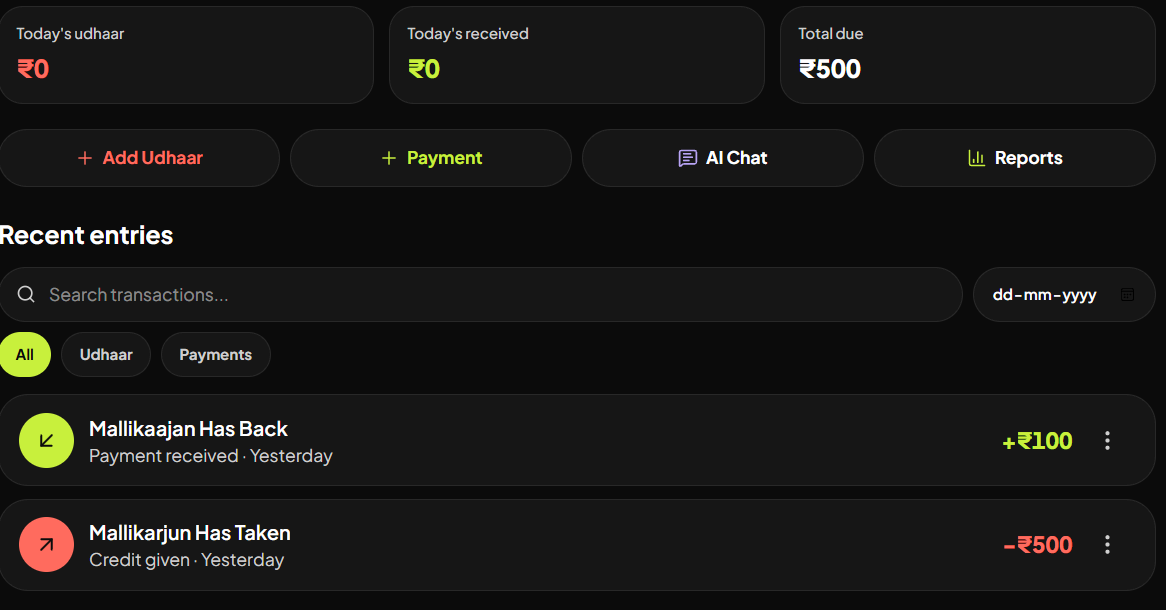 Today's udhaar
Today's received
Total due
₹0
₹0
₹500
+ Add Udhaar
+ Payment
AI Chat
Reports
Recent entries
Search transactions...
dd-mm-yyyy
All
Udhaar
Payments
Mallikaajan Has Back
Payment received · Yesterday
+₹100
Mallikarjun Has Taken
Credit given · Yesterday
-₹500